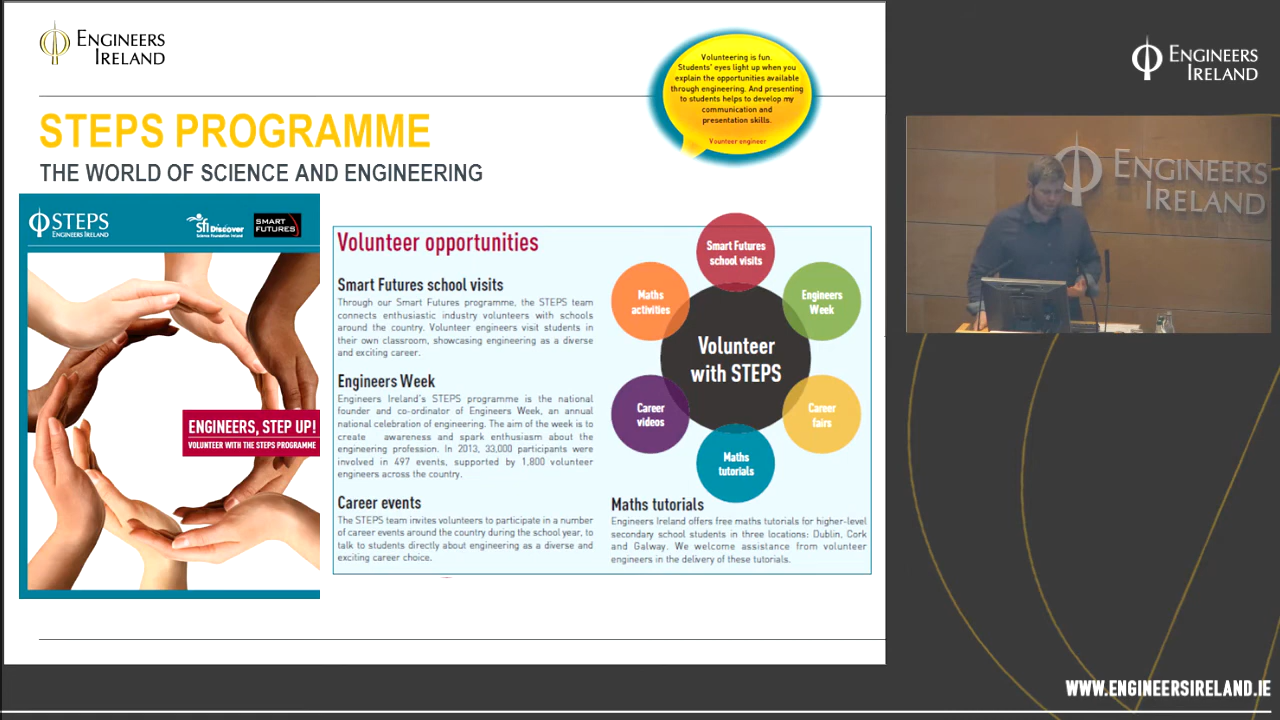 ENGINEERS
IRELAND
Volunteering is fun.
Students' eyes light up when you
explain the opportunities available
through engineering. And presenting
to students helps to develop my
communication and
presentation skills.
Vounteer engineer
STEPS PROGRAMME
THE WORLD OF SCIENCE AND ENGINEERING
STEPS
ENGINEERS IRELAND
sfi Discover
Science Foundation Ireland
SMART
FUTURES
ENGINEERS, STEP UP!
VOLUNTEER WITH THE STEPS PROGRAMME
Volunteer opportunities
Smart Futures school visits
Through our Smart Futures programme, the STEPS team
connects enthusiastic industry volunteers with schools
around the country. Volunteer engineers visit students in
their own classroom, showcasing engineering as a diverse
and exciting career.
Engineers Week
Engineers Ireland's STEPS programme is the national
founder and co-ordinator of Engineers Week, an annual
national celebration of engineering. The aim of the week is to
create awareness and spark enthusiasm about the
engineering profession. In 2013, 33,000 participants were
involved in 497 events, supported by 1,800 volunteer
engineers across the country.
Career events
The STEPS team invites volunteers to participate in a number
of career events around the country during the school year, to
talk to students directly about engineering as a diverse and
exciting career choice.
Smart Futures
school visits
Maths
activities
Engineers
Week
Volunteer
with STEPS
Career
videos
Career
fairs
Maths
tutorials
Maths tutorials
Engineers Ireland offers free maths tutorials for higher-level
secondary school students in three locations: Dublin, Cork
and Galway. We welcome assistance from volunteer
engineers in the delivery of these tutorials.
ENGINEERS
IRELAND
ENGINEERS
IRELAND
WWW.ENGINEERSIRELAND.IE